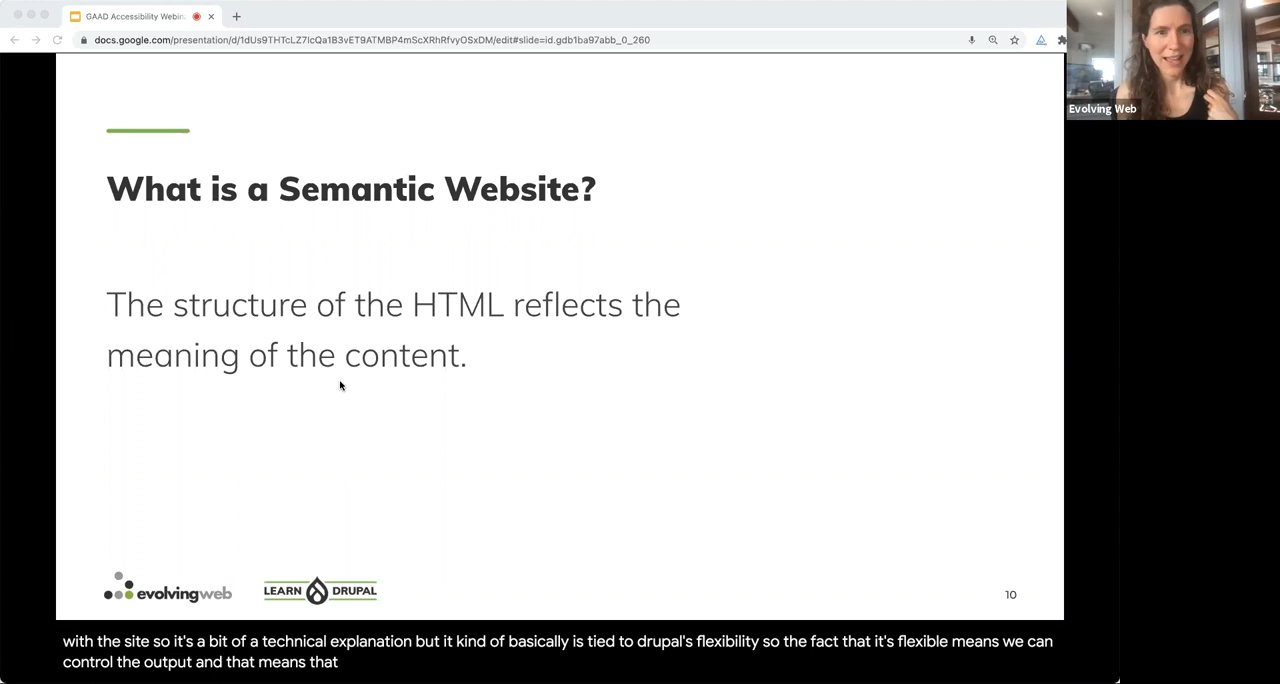 GAAD Accessibility Webin
docs.google.com/presentation/d/1dUs9THTcLZ7lcQa1B3vET9ATMBP4mScXRhRfvyOSxDM/edit#slide=id.gdb1ba97abb_0_260
Evolving Web
What is a Semantic Website?
The structure of the HTML reflects the
meaning of the content.
evolvingweb
LEARN DRUPAL
10
with the site so it's a bit of a technical explanation but it kind of basically is tied to drupal's flexibility so the fact that it's flexible means we can
control the output and that means that